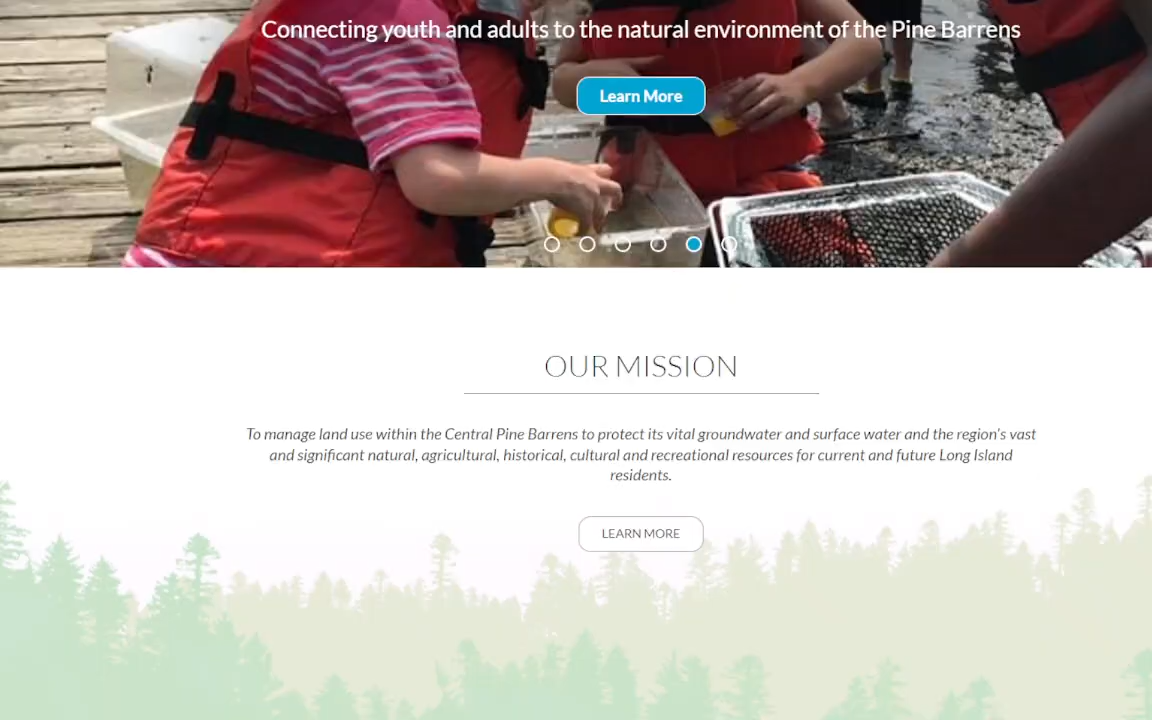 Connecting youth and adults to the natural environment of the Pine Barrens
Learn More
OUR MISSION
To manage land use within the Central Pine Barrens to protect its vital groundwater and surface water and the region's vast
and significant natural, agricultural, historical, cultural and recreational resources for current and future Long Island
residents.
LEARN MORE